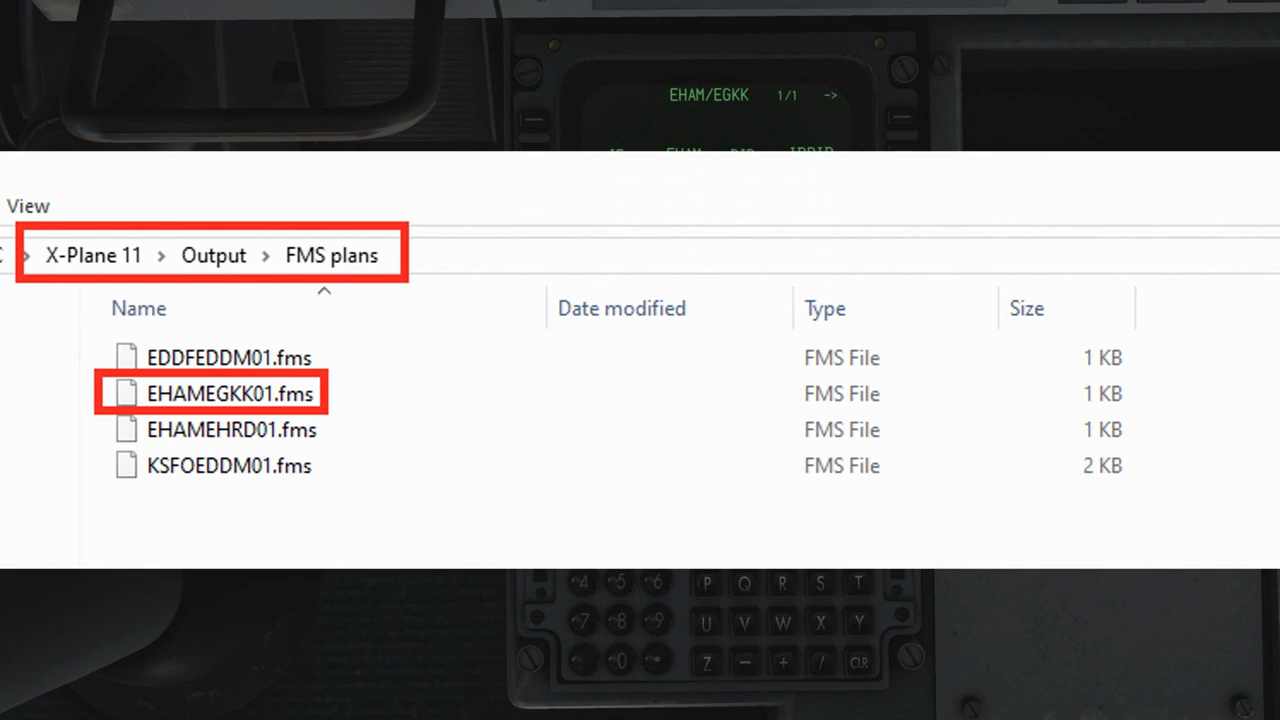 EHAM/EGKK 1/1 ->
View
X-Plane 11 > Output > FMS plans
Name Date modified Type Size
EDDFEDDM01.fms FMS File 1 KB
EHAMEGKK01.fms FMS File 1 KB
EHAMEHRD01.fms FMS File 1 KB
KSFOEDDM01.fms FMS File 2 KB
4 5 6 P Q R S T
7 8 9 U V W X Y
0 Z - + / CLR